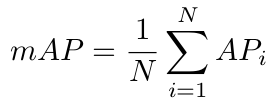 mAP = \frac{1}{N} \sum_{i=1}^{N} AP_i